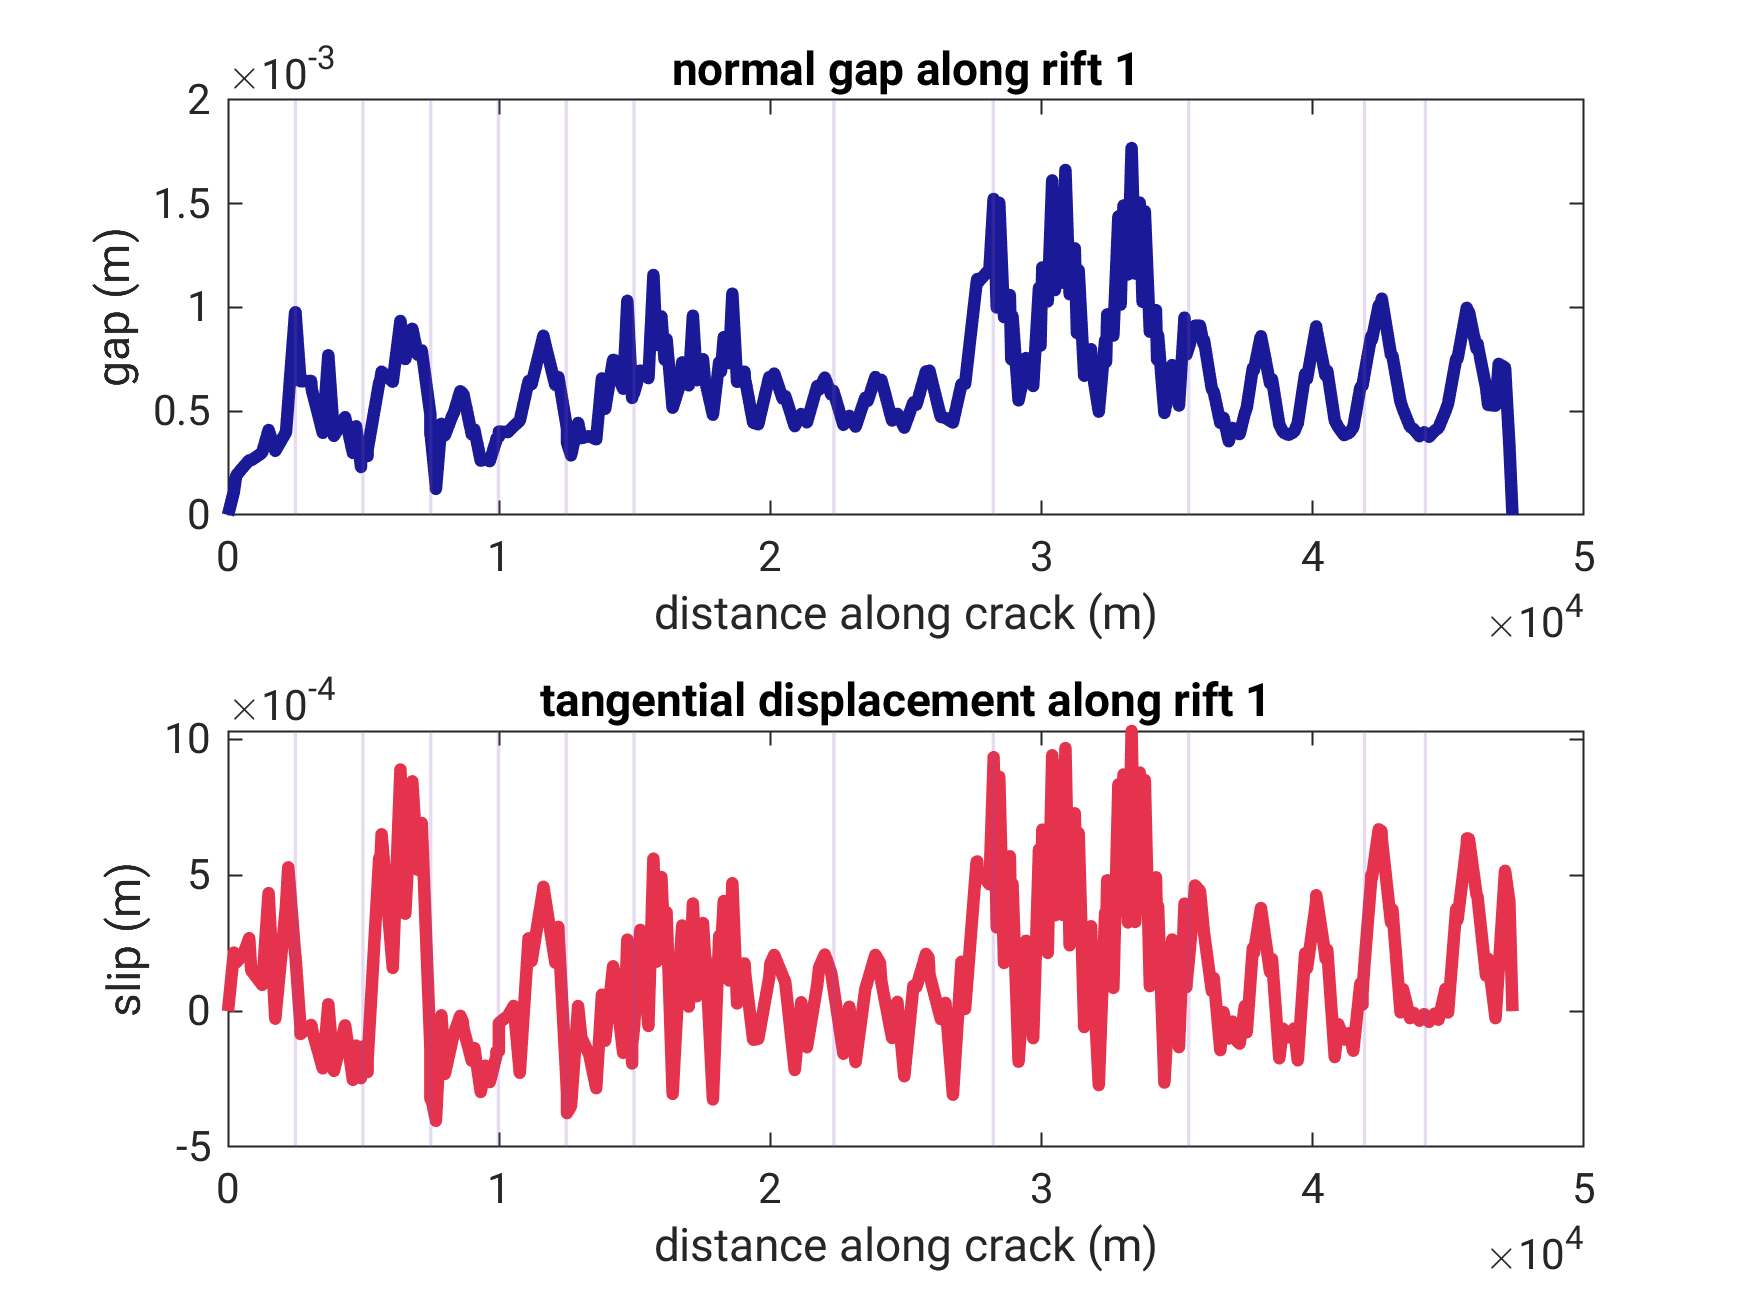 ×10⁻³
normal gap along rift 1
2
1.5
1
0.5
0
gap (m)
0 1 2 3 4 5
distance along crack (m)
×10⁴
×10⁻⁴
tangential displacement along rift 1
10
5
0
-5
slip (m)
0 1 2 3 4 5
distance along crack (m)
×10⁴